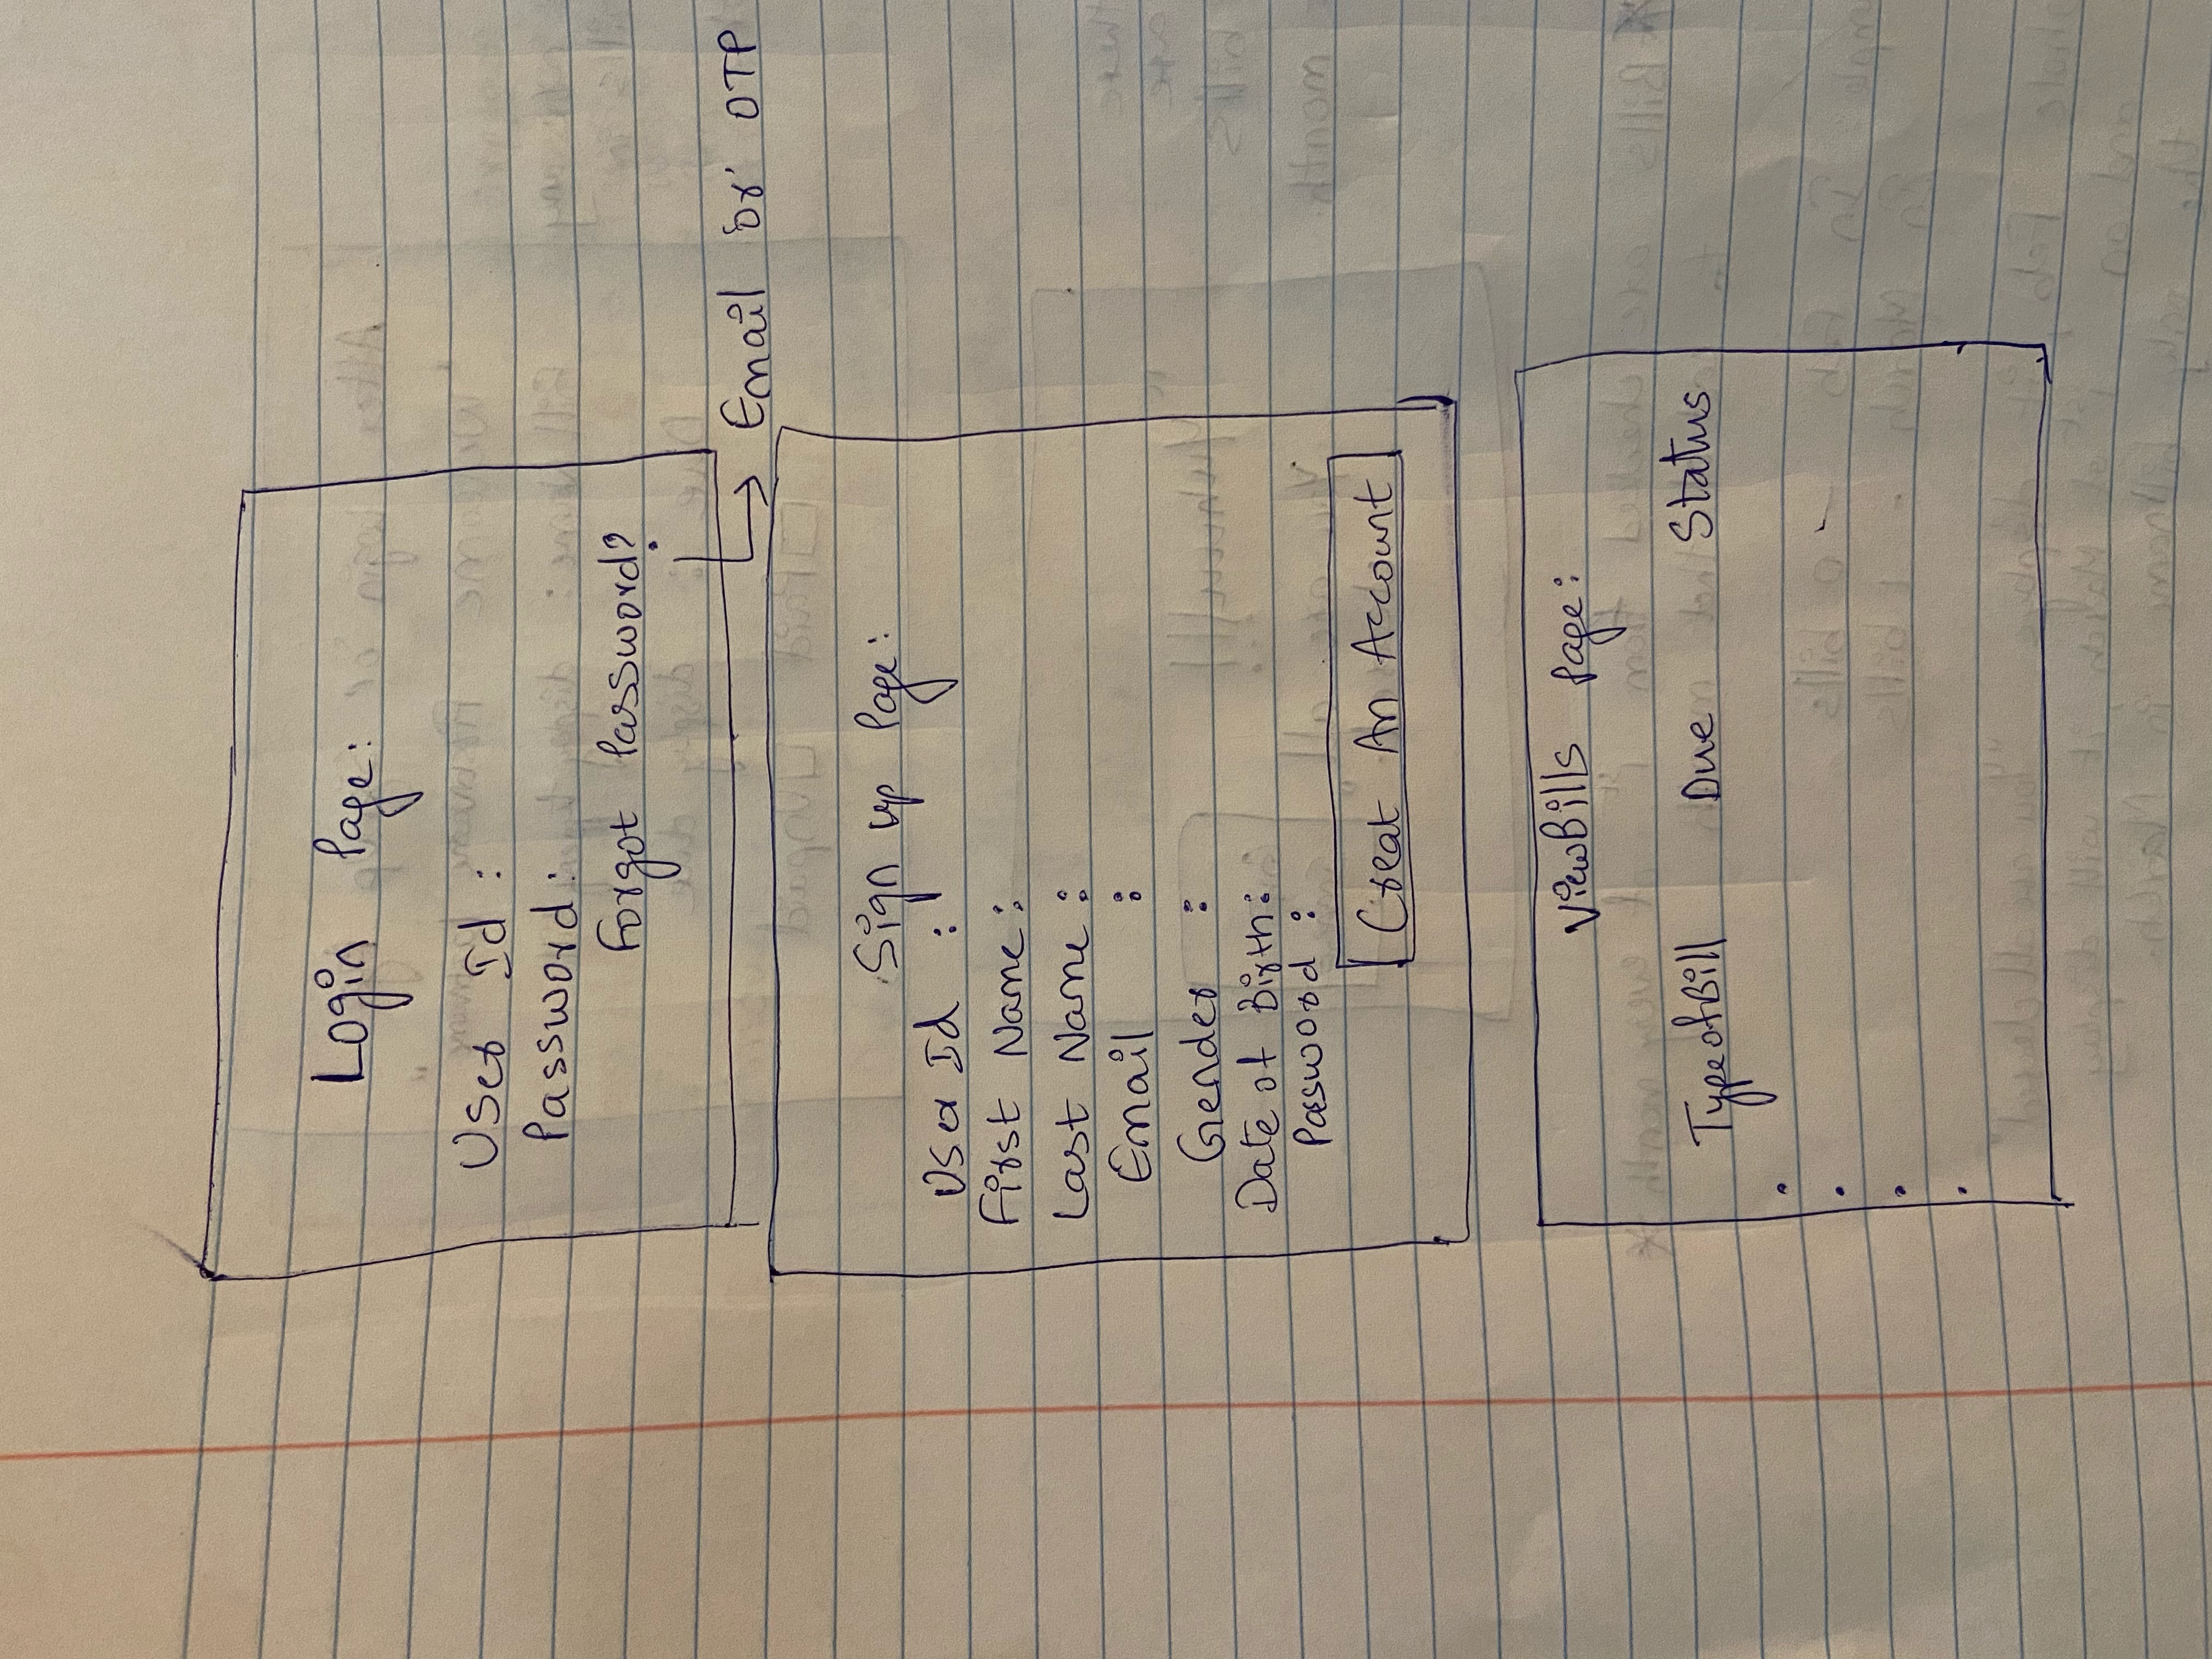 Login Page:
User Id :
Password:
Forgot Password?
Email 'or' OTP
Sign up Page:
User Id :
First Name:
Last Name:
Email :
Gender :
Date of Birth:
Password :
Creat An Account
ViewBills Page:
TypeofBill Due Status